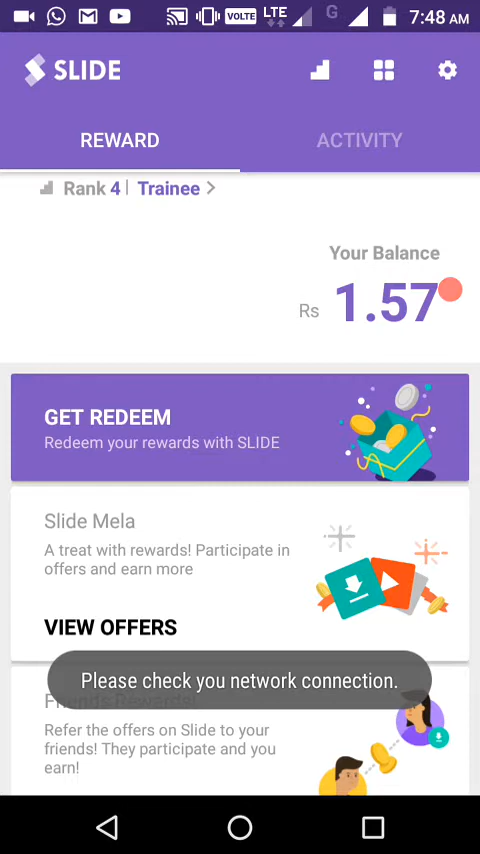 VOLTE LTE G 7:48 AM
SLIDE
REWARD ACTIVITY
Rank 4 | Trainee >
Your Balance
Rs 1.57
GET REDEEM
Redeem your rewards with SLIDE
Slide Mela
A treat with rewards! Participate in
offers and earn more
VIEW OFFERS
Please check you network connection.
Friends Rewards!
Refer the offers on Slide to your
friends! They participate and you
earn!